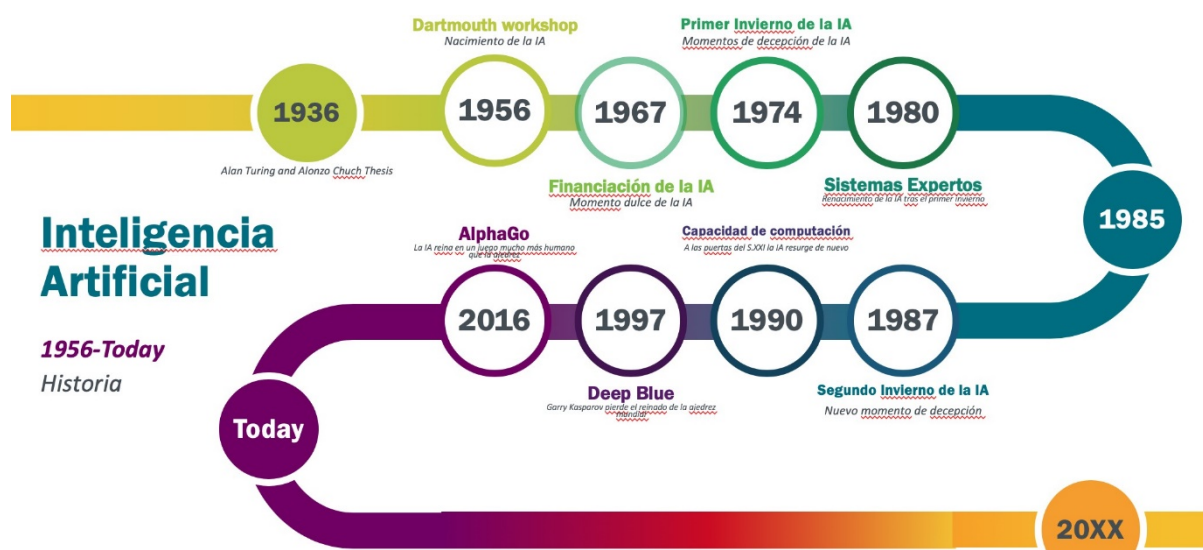 Dartmouth workshop
Nacimiento de la IA
Primer Invierno de la IA
Momentos de decepción de la IA
1936
1956
1967
1974
1980
Alan Turing and Alonzo Chuch Thesis
Financiación de la IA
Momento dulce de la IA
Sistemas Expertos
Renacimiento de la IA tras el primer invierno
1985
Inteligencia
Artificial
1956-Today
Historia
AlphaGo
La IA reina en un juego mucho más humano
que la ajedrez
Capacidad de computación
A las puertas del S.XXI la IA resurge de nuevo
2016
1997
1990
1987
Deep Blue
Garry Kasparov pierde el reinado de la ajedrez
mundial
Segundo Invierno de la IA
Nuevo momento de decepción
Today
20XX